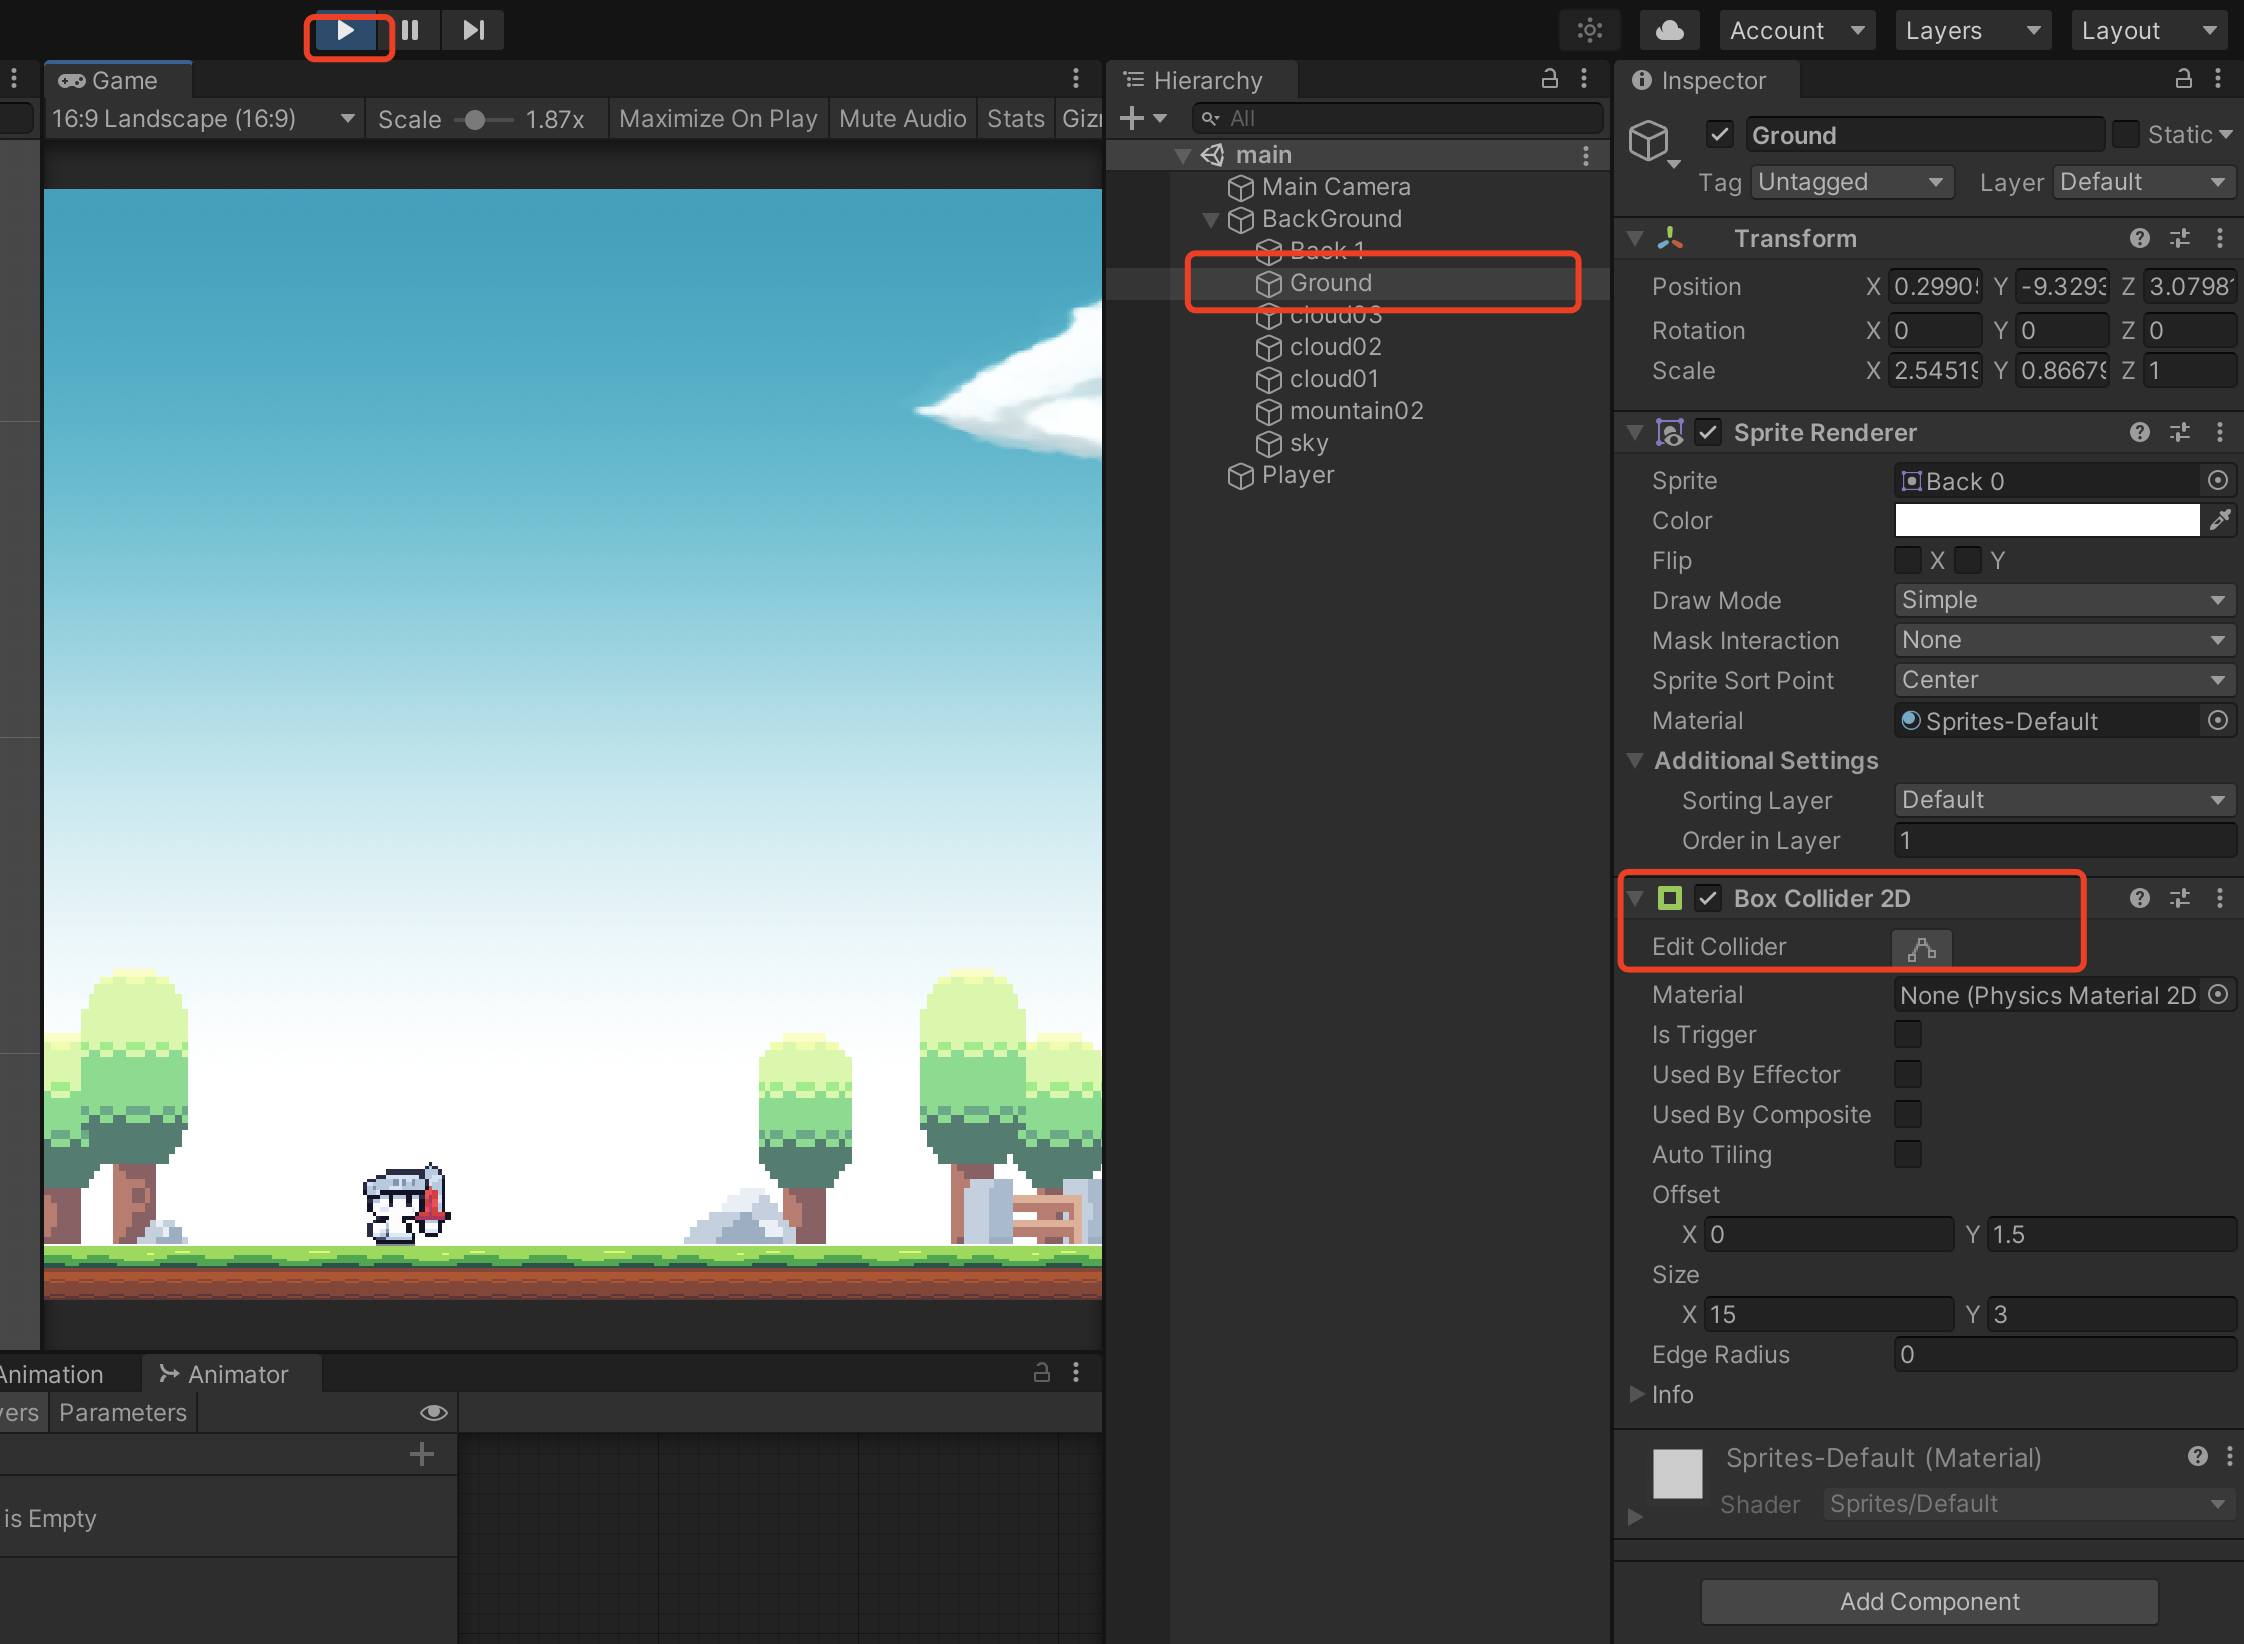 Account
Layers
Layout
Game
16:9 Landscape (16:9)
Scale 1.87x
Maximize On Play
Mute Audio
Stats
Giz
Hierarchy
All
main
Main Camera
BackGround
Back 1
Ground
cloud03
cloud02
cloud01
mountain02
sky
Player
Inspector
Ground
Static
Tag Untagged
Layer Default
Transform
Position X 0.2990 Y -9.3293 Z 3.0798
Rotation X 0 Y 0 Z 0
Scale X 2.5451 Y 0.8667 Z 1
Sprite Renderer
Sprite Back 0
Color
Flip X Y
Draw Mode Simple
Mask Interaction None
Sprite Sort Point Center
Material Sprites-Default
Additional Settings
Sorting Layer Default
Order in Layer 1
Box Collider 2D
Edit Collider
Material None (Physics Material 2D
Is Trigger
Used By Effector
Used By Composite
Auto Tiling
Offset
X 0 Y 1.5
Size
X 15 Y 3
Edge Radius 0
Info
Sprites-Default (Material)
Shader Sprites/Default
Add Component
Animation
Animator
yers
Parameters
is Empty